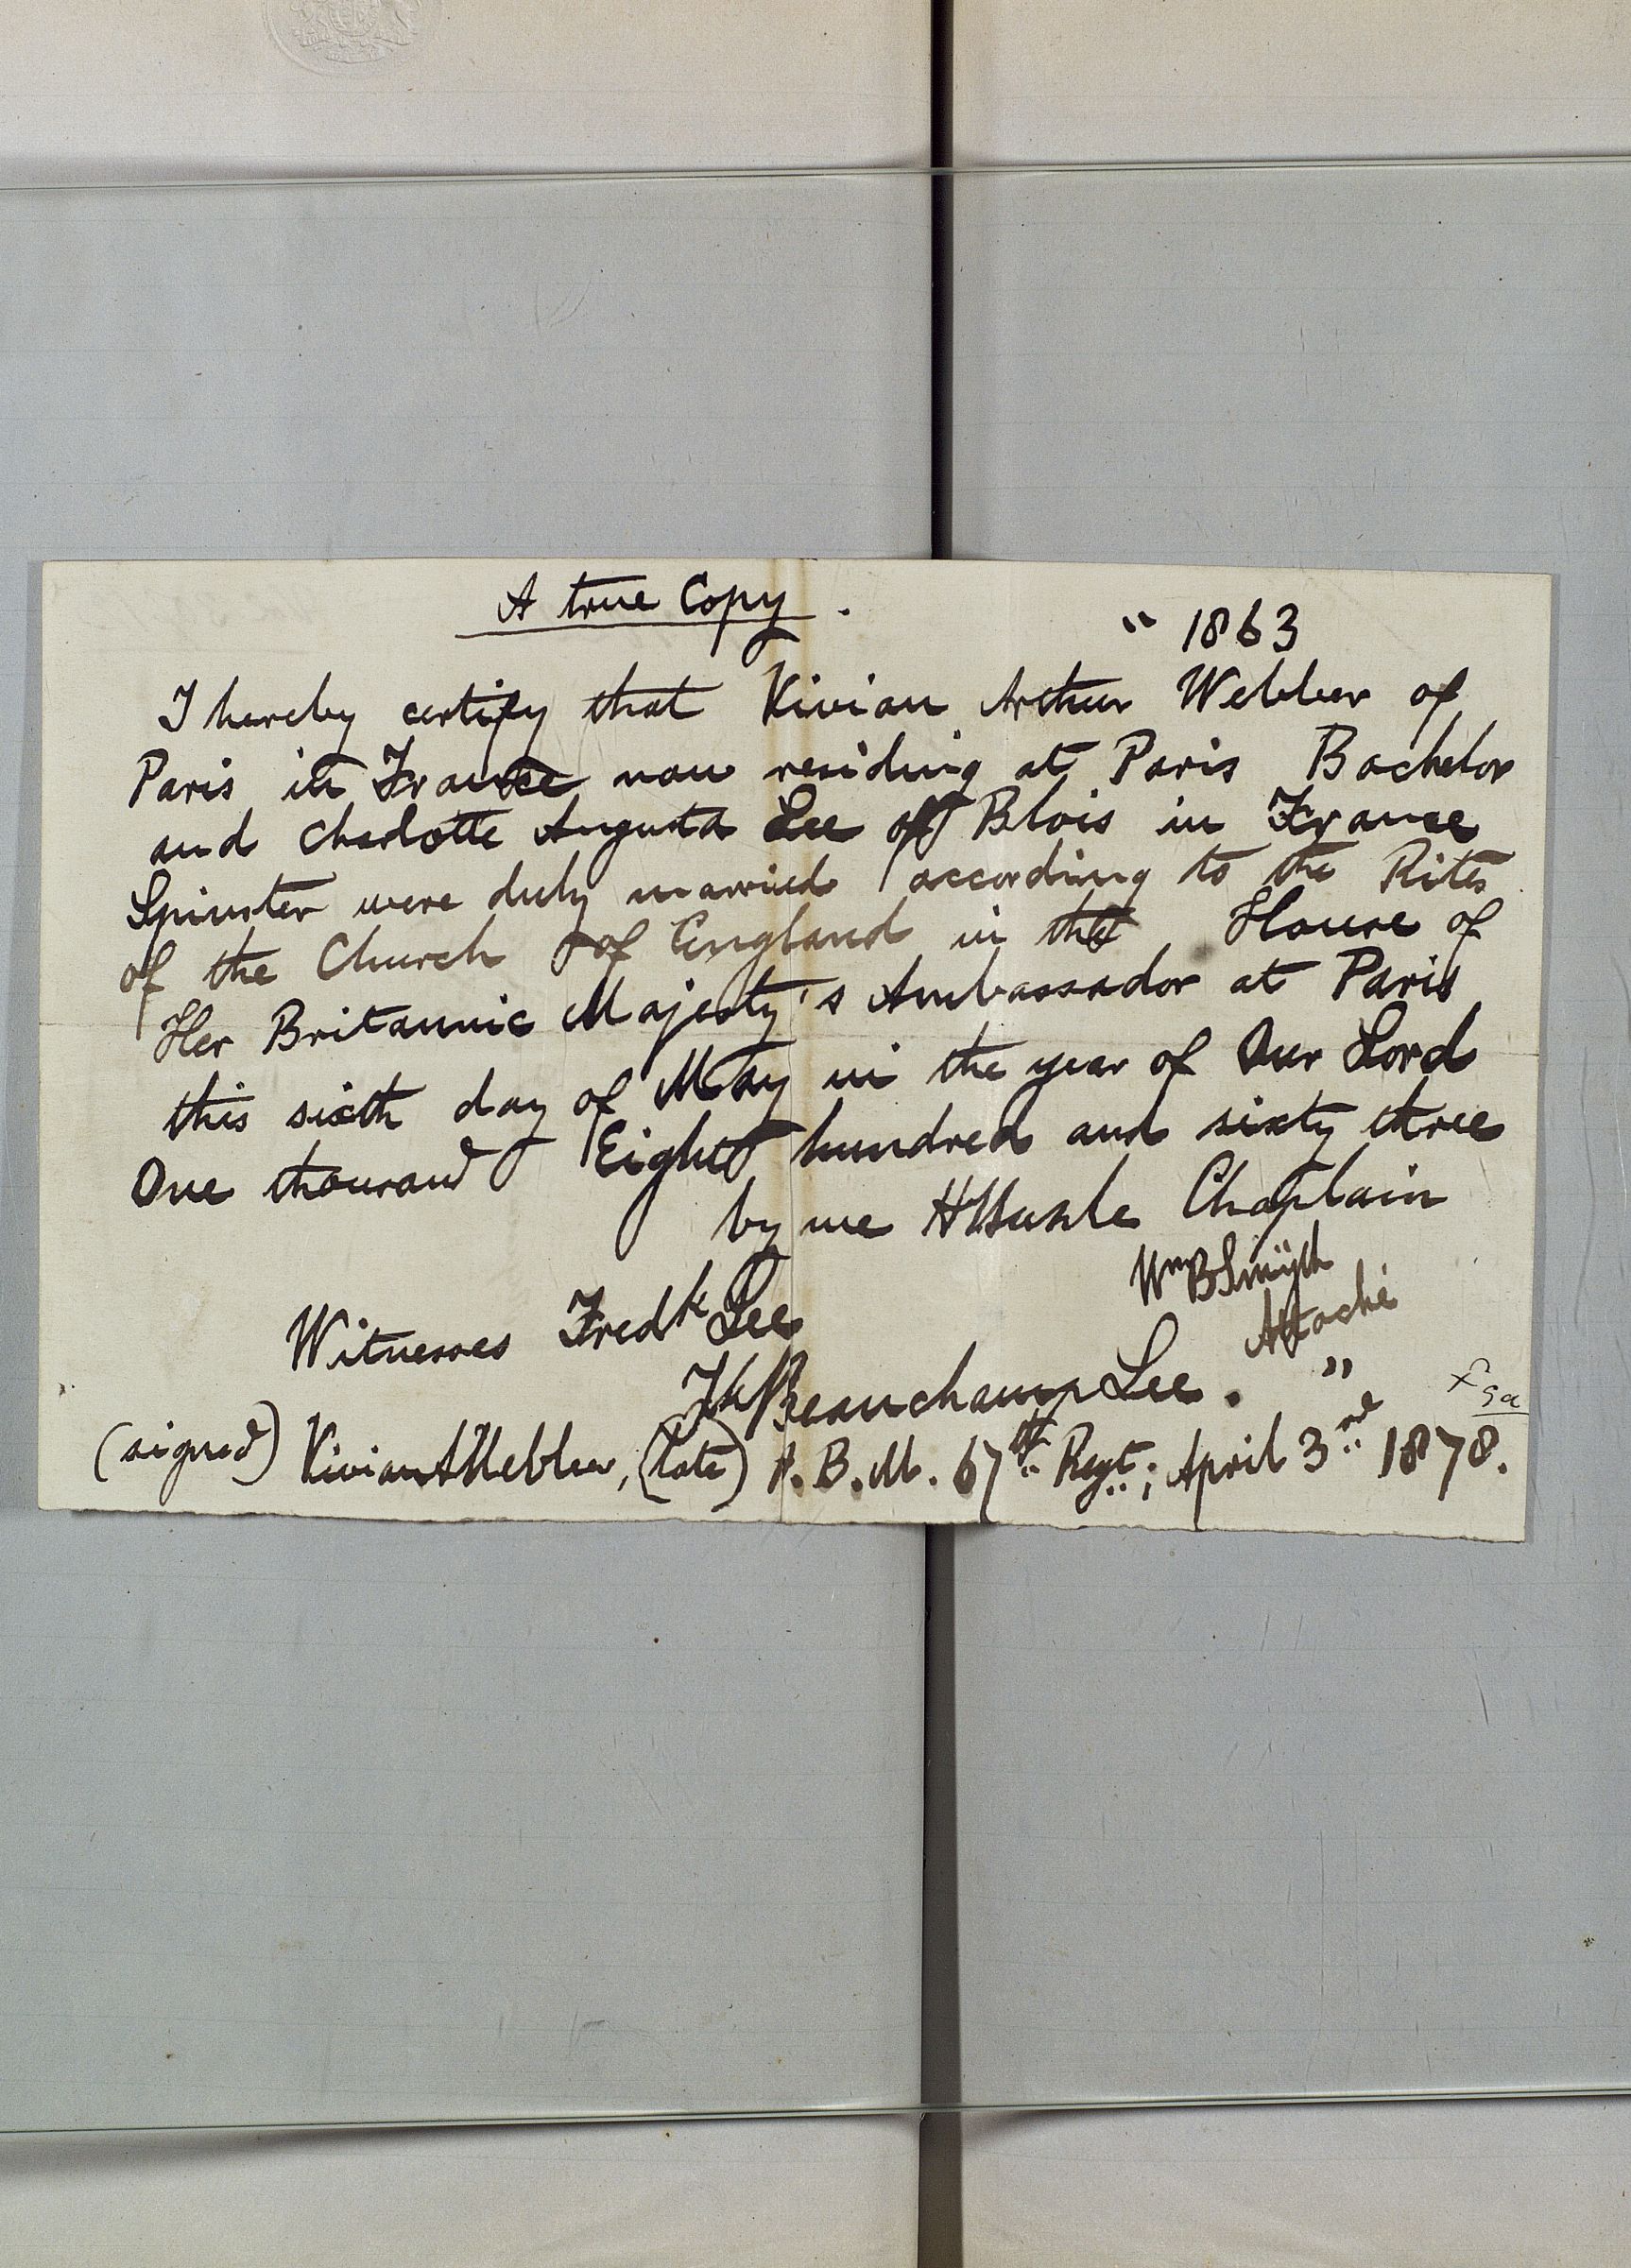 A true Copy .
" 1863
I hereby certify that Vivian Arthur Webber of
Paris in France now residing at Paris Bachelor
and Charlotte Augusta Lee of Blois in France
Spinster were duly married according to the Rites
of the Church of England in the House of
Her Britannic Majesty's Ambassador at Paris
this sixth day of May in the year of Our Lord
One thousand Eight hundred and sixty three
by me Chaplain
Wm B Smijth
Attaché
Witnesses Fredk Lee
Beauchamp Lee . "
(signed) Vivian A Webber, (late) P. B. M. 67th Regt; April 3rd 1878.